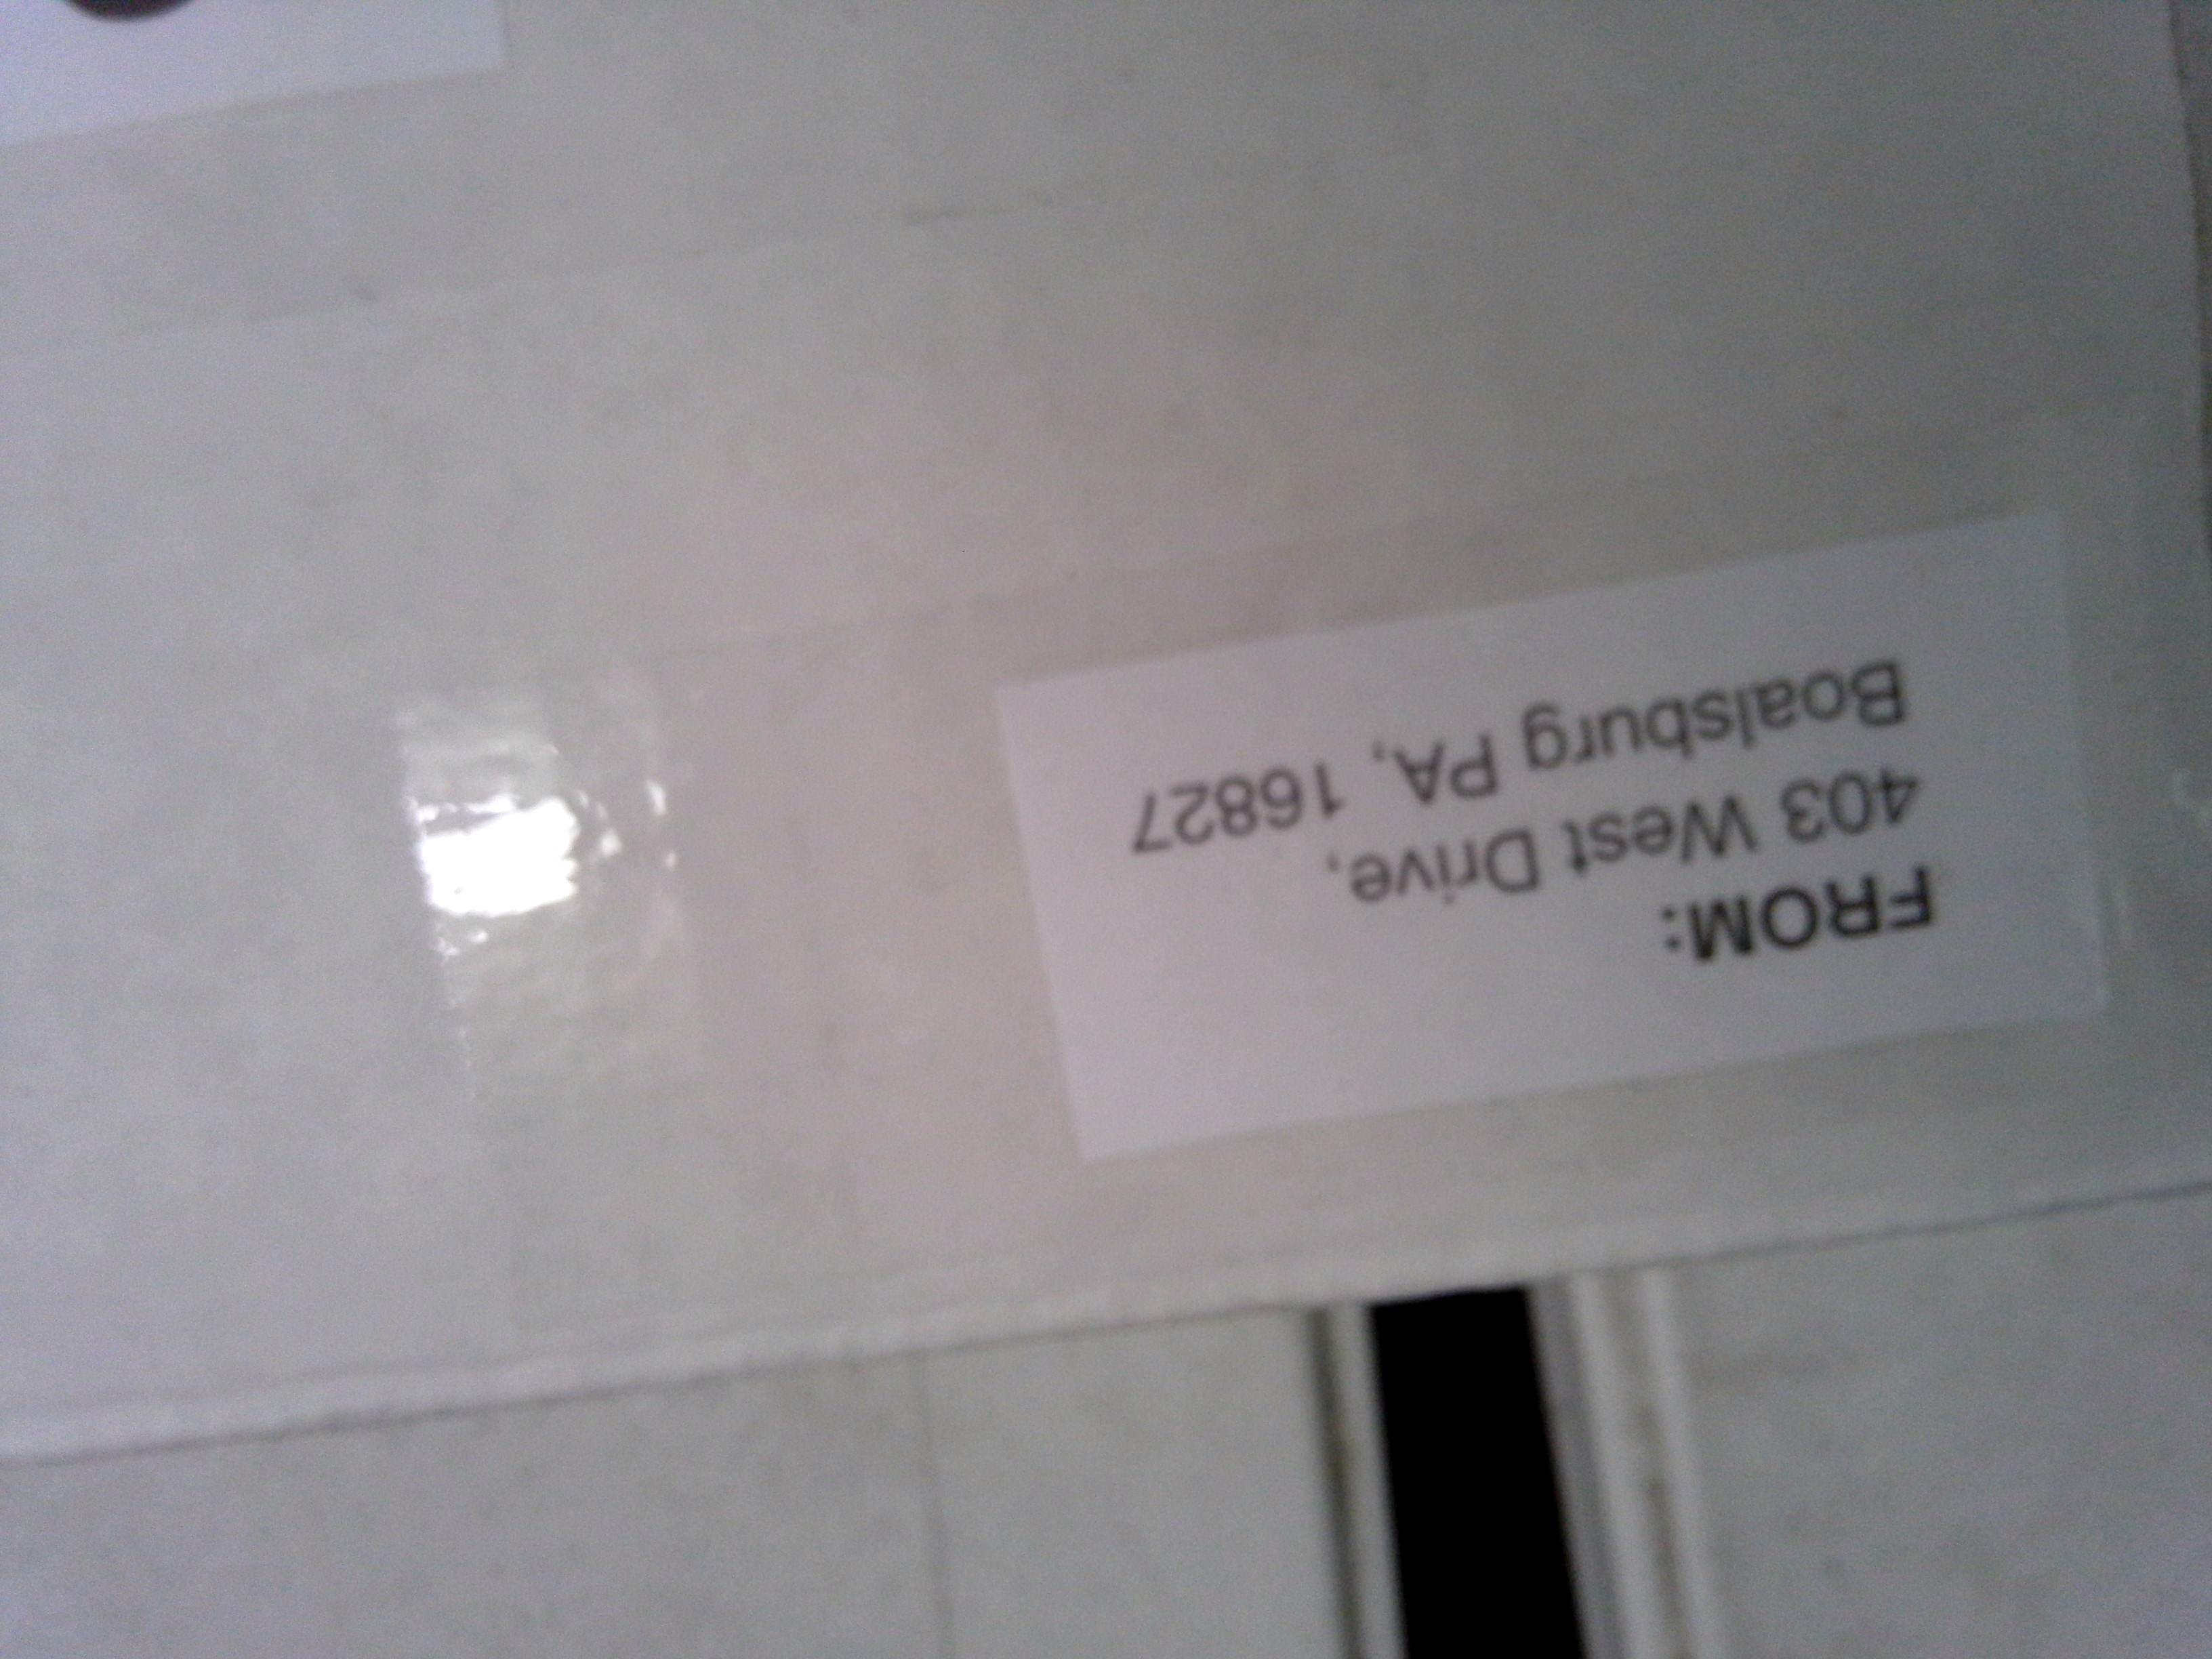 FROM:
403 West Drive,
Boalsburg PA, 16827